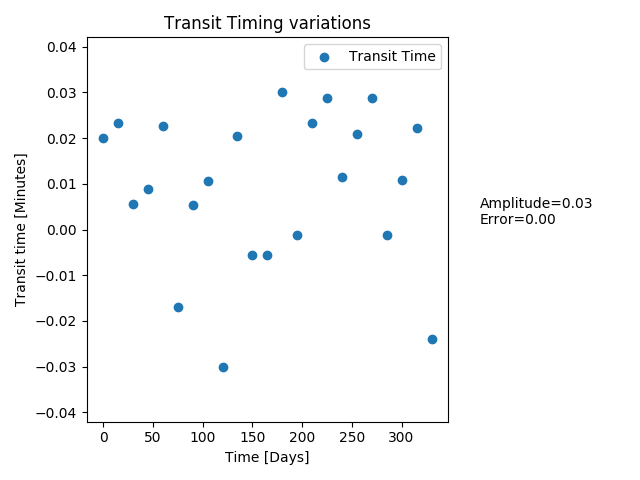 Transit Timing variations
Transit Time
0.04
0.03
0.02
0.01
0.00
−0.01
−0.02
−0.03
−0.04
Transit time [Minutes]
0
50
100
150
200
250
300
Time [Days]
Amplitude=0.03
Error=0.00